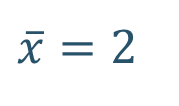 x̄ = 2